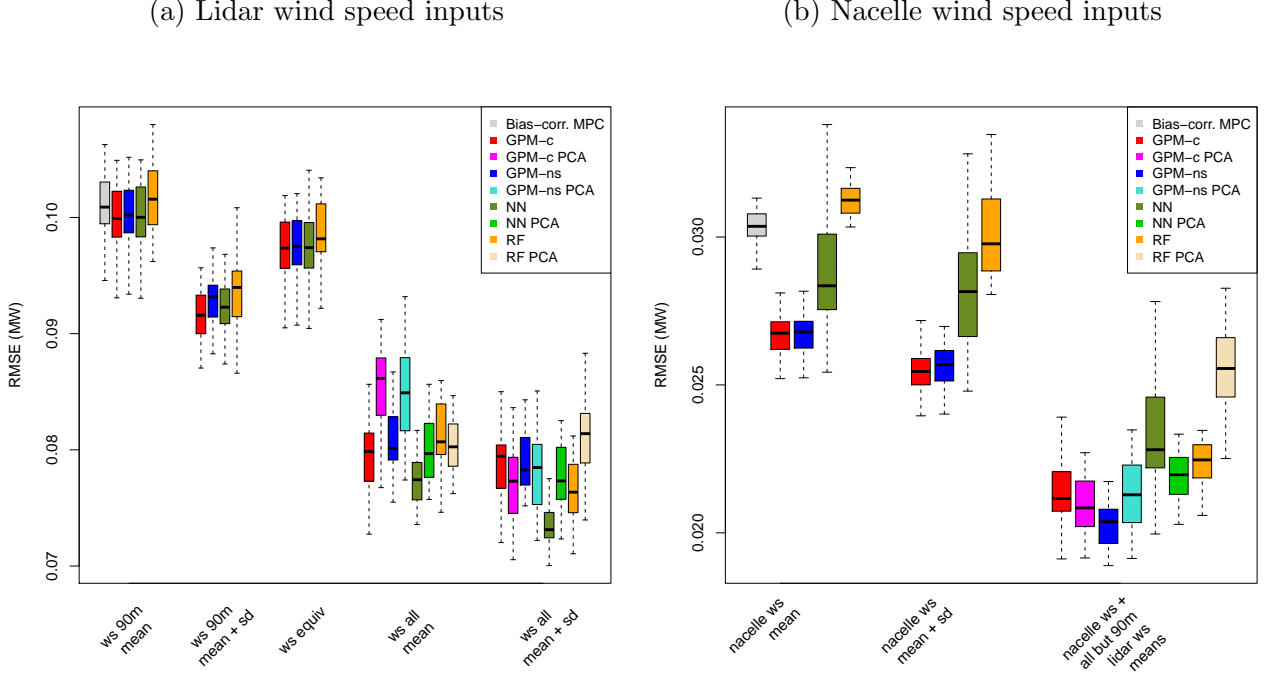 (a) Lidar wind speed inputs
RMSE (MW)
0.10
0.09
0.08
0.07
Bias−corr. MPC
GPM−c
GPM−c PCA
GPM−ns
GPM−ns PCA
NN
NN PCA
RF
RF PCA
ws 90m
mean
ws 90m
mean + sd
ws equiv
ws all
mean
ws all
mean + sd)
(b) Nacelle wind speed inputs
RMSE (MW)
0.030
0.025
0.020
Bias−corr. MPC
GPM−c
GPM−c PCA
GPM−ns
GPM−ns PCA
NN
NN PCA
RF
RF PCA
nacelle ws
mean
nacelle ws
mean + sd)
nacelle ws +
all but 90m
lidar ws
means